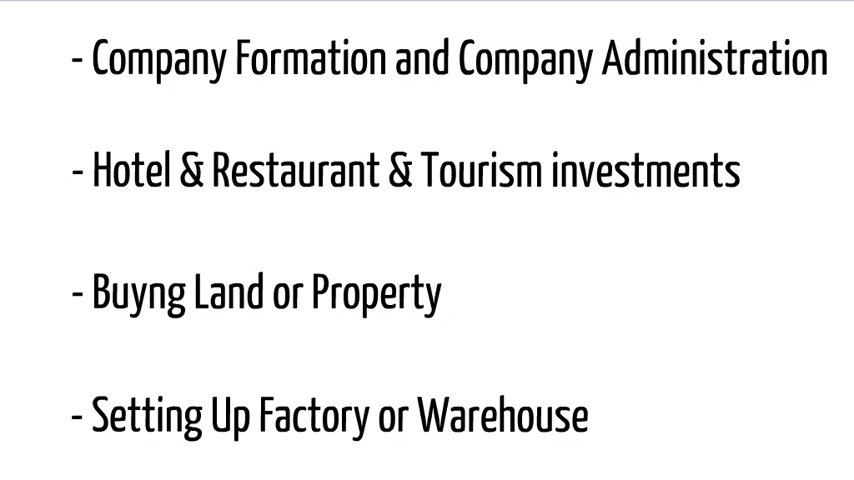 - Company Formation and Company Administration
- Hotel & Restaurant & Tourism investments
- Buyng Land or Property
- Setting Up Factory or Warehouse